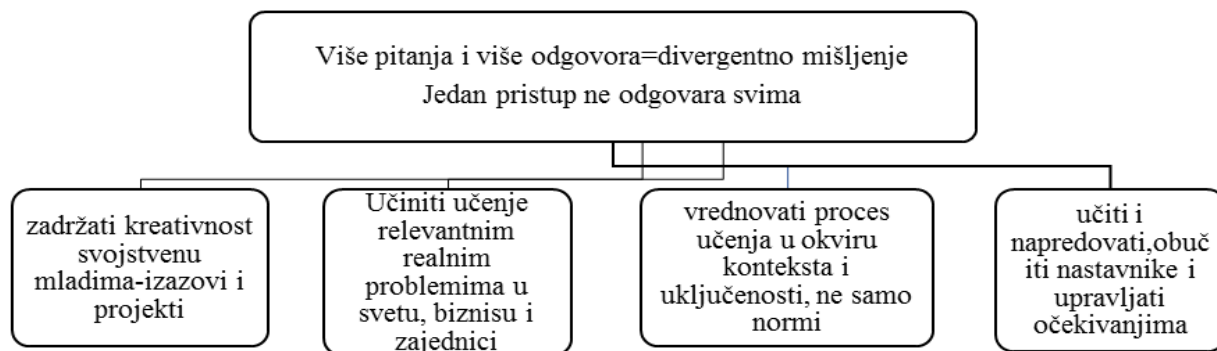 Više pitanja i više odgovora=divergentno mišljenje
Jedan pristup ne odgovara svima
zadržati kreativnost
svojstvenu
mladima-izazovi i
projekti
Učiniti učenje
relevantnim
realnim
problemima u
svetu, biznisu i
zajednici
vrednovati proces
učenja u okviru
konteksta i
uključenosti, ne samo
normi
učiti i
napredovati,obuč
iti nastavnike i
upravljati
očekivanjima